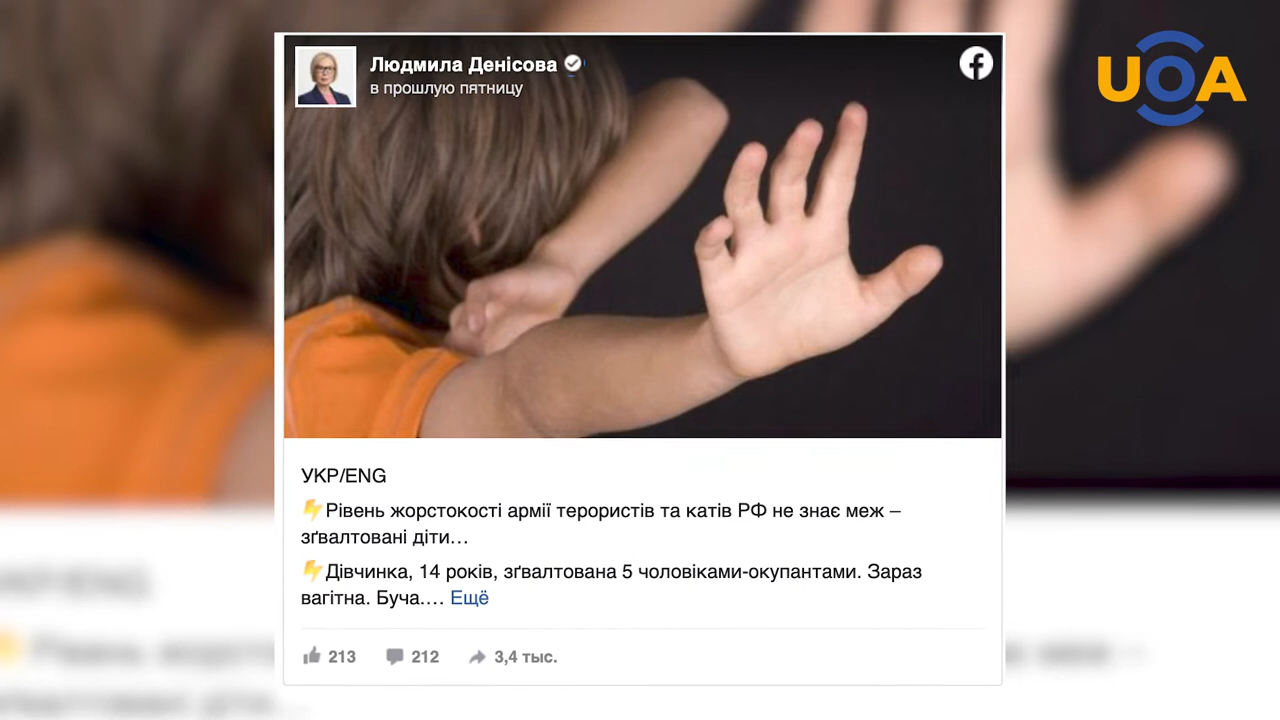 UOA
Людмила Денісова
в прошлую пятницу
УКР/ENG
⚡Рівень жорстокості армії терористів та катів РФ не знає меж –
зґвалтовані діти…
⚡Дівчинка, 14 років, зґвалтована 5 чоловіками-окупантами. Зараз
вагітна. Буча.… Ещё
213 212 3,4 тыс.